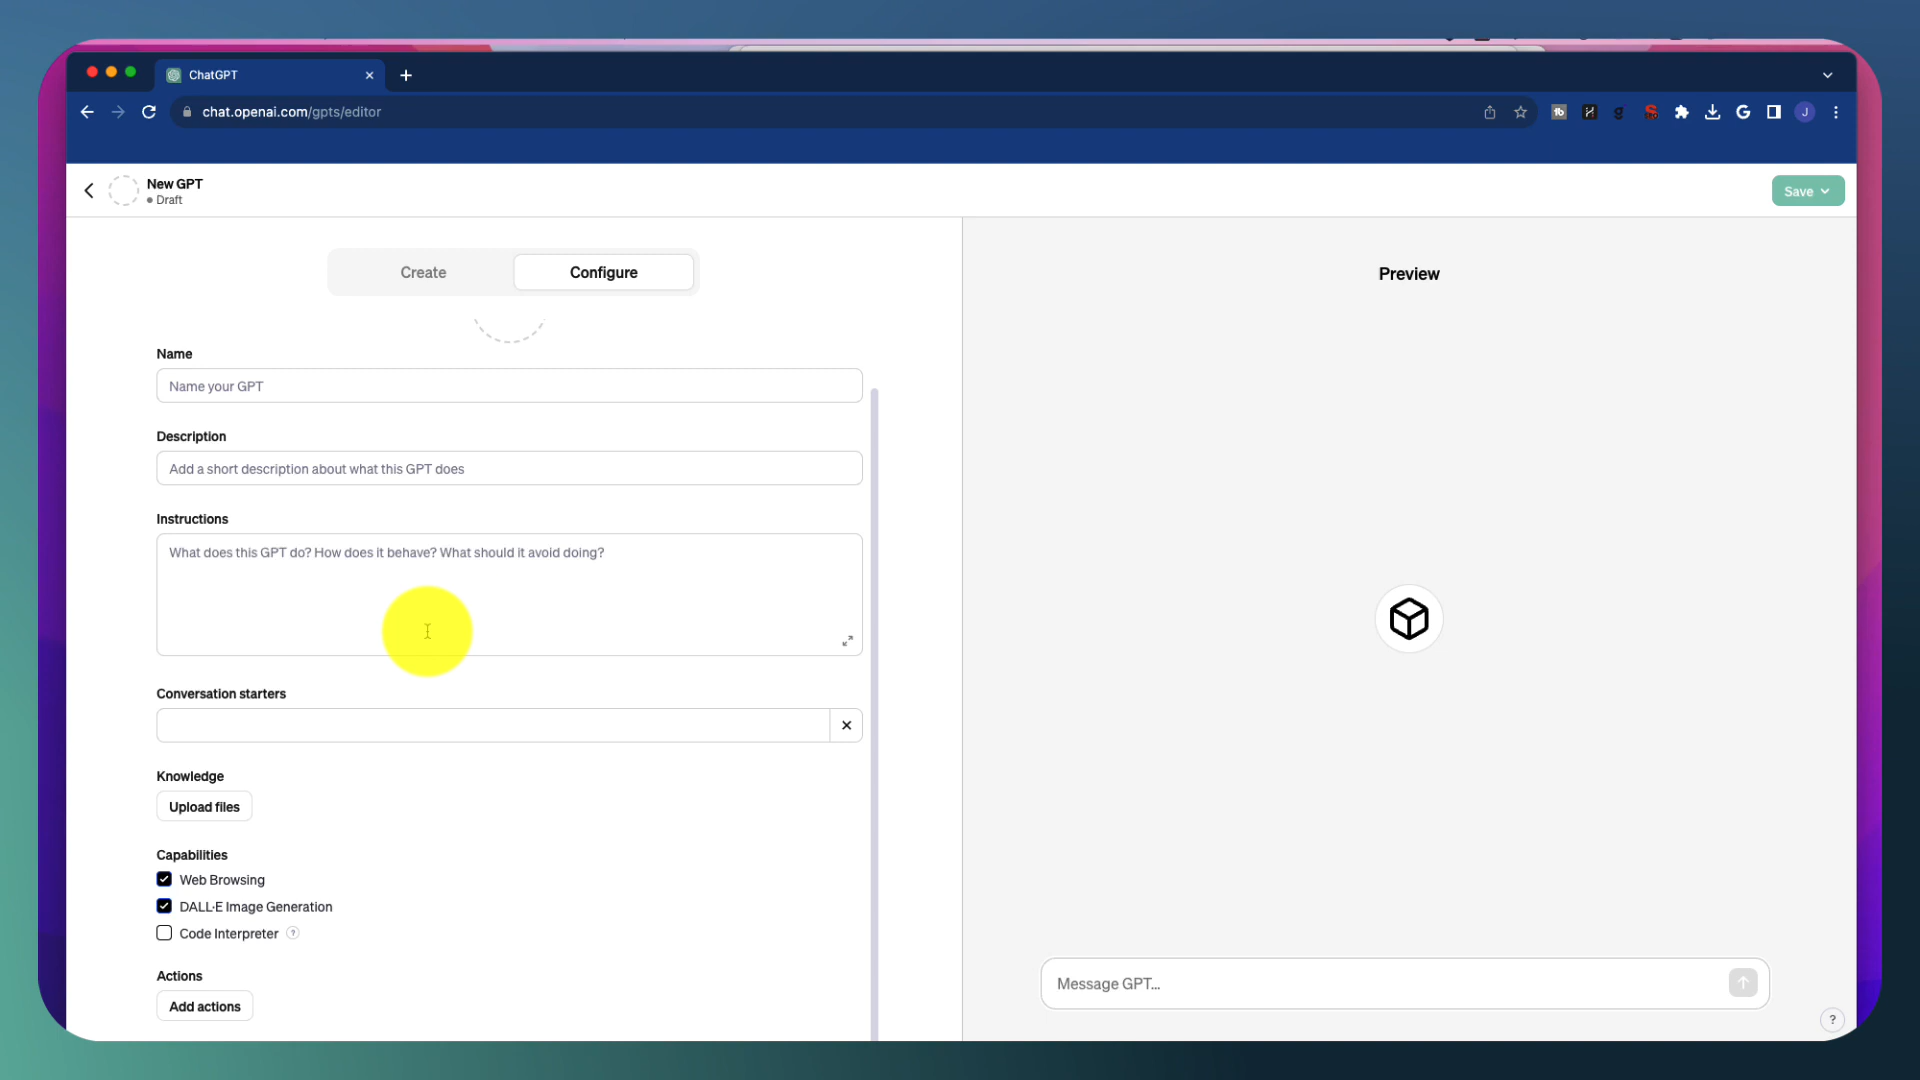 ChatGPT
chat.openai.com/gpts/editor
J
New GPT
Draft
Save
Create
Configure
Preview
Name
Name your GPT
Description
Add a short description about what this GPT does
Instructions
What does this GPT do? How does it behave? What should it avoid doing?
Conversation starters
Knowledge
Upload files
Capabilities
Web Browsing
DALL·E Image Generation
Code Interpreter ?
Actions
Add actions
Message GPT…
?